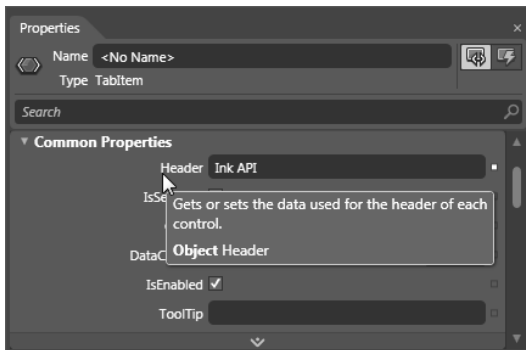 Properties
Name <No Name>
Type TabItem
Search
Common Properties
Header Ink API
Gets or sets the data used for the header of each
control.
Object Header
IsEnabled
ToolTip